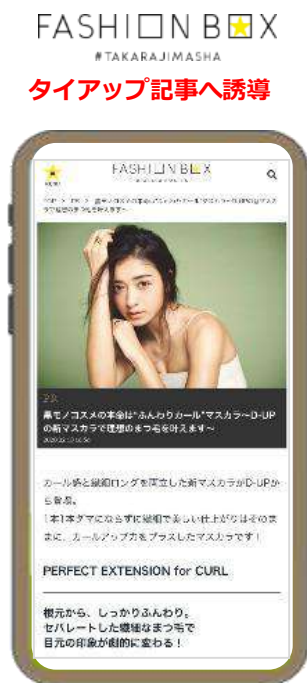 FASHION BOX
#TAKARAJIMASHA
タイアップ記事へ誘導
MENU
FASHION BOX
TOP > PR >
PR
黒モノコスメの本命は“ふんわりカール”マスカラ～D-UP
の新マスカラで理想のまつ毛を叶えます～
カール感と繊細ロングを両立した新マスカラがD-UPか
ら登場。
1本1本ダマにならずに繊細で美しい仕上がりはそのま
まに、カールアップ力をプラスしたマスカラです！
PERFECT EXTENSION for CURL
根元から、しっかりふんわり。
セパレートした繊細なまつ毛で
目元の印象が劇的に変わる！